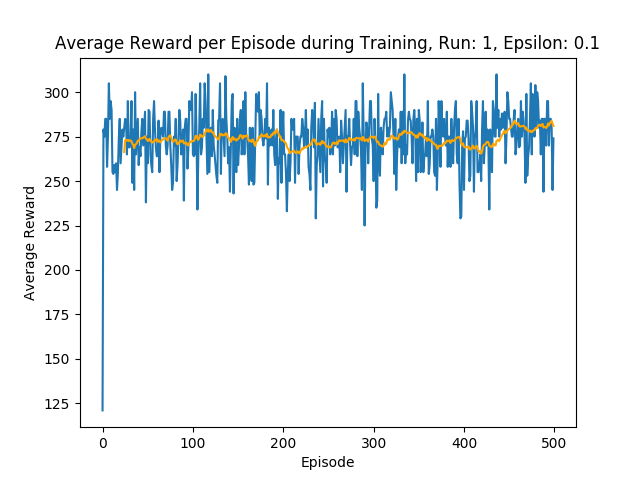 Average Reward per Episode during Training, Run: 1, Epsilon: 0.1
Average Reward
300
275
250
225
200
175
150
125
0 100 200 300 400 500
Episode